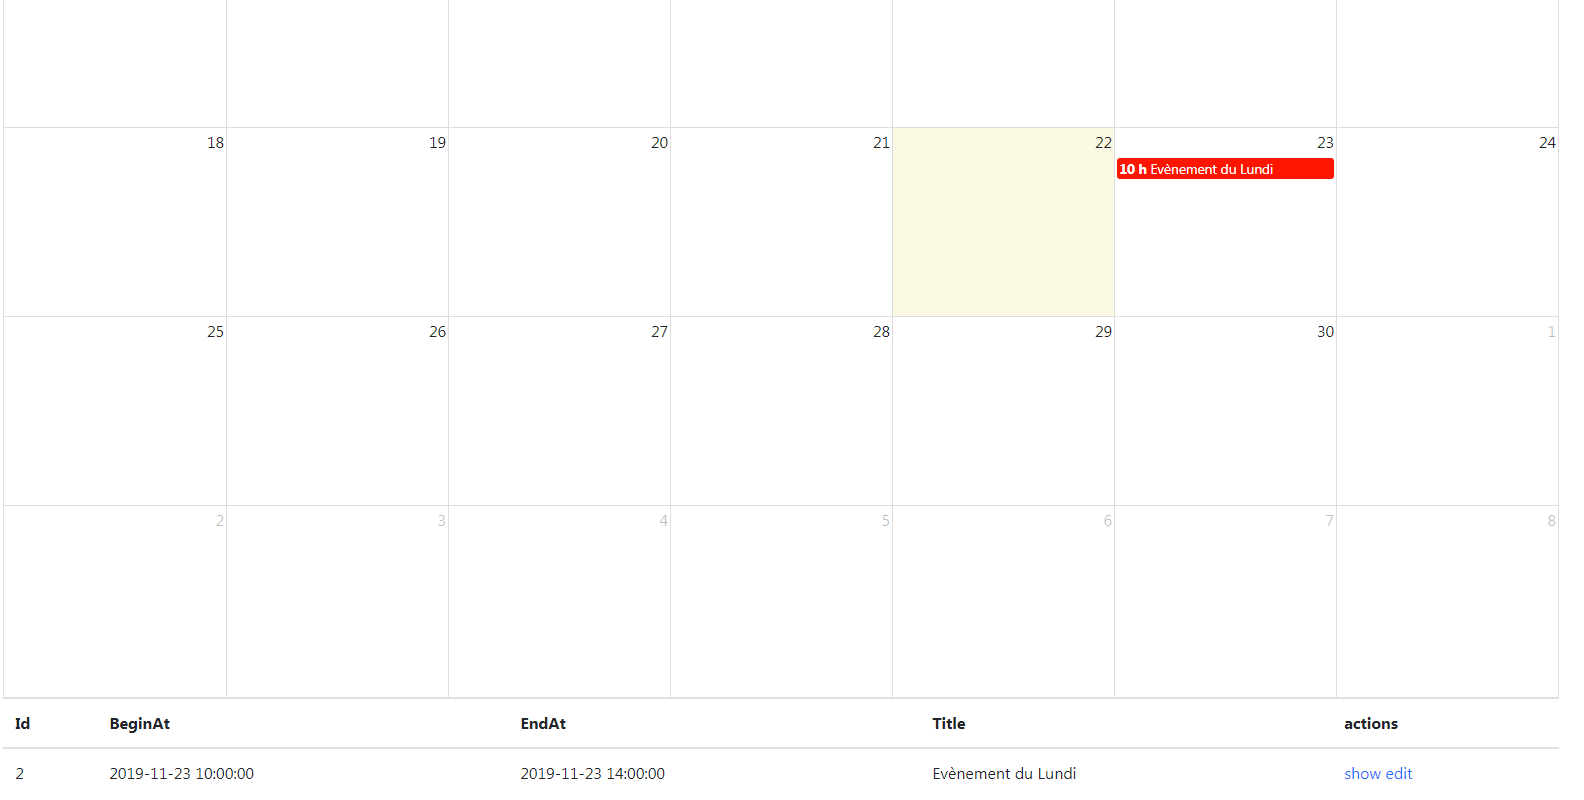 18 19 20 21 22 23 24
10 h Evènement du Lundi
25 26 27 28 29 30 1
2 3 4 5 6 7 8
Id BeginAt EndAt Title actions
2 2019-11-23 10:00:00 2019-11-23 14:00:00 Evènement du Lundi show edit